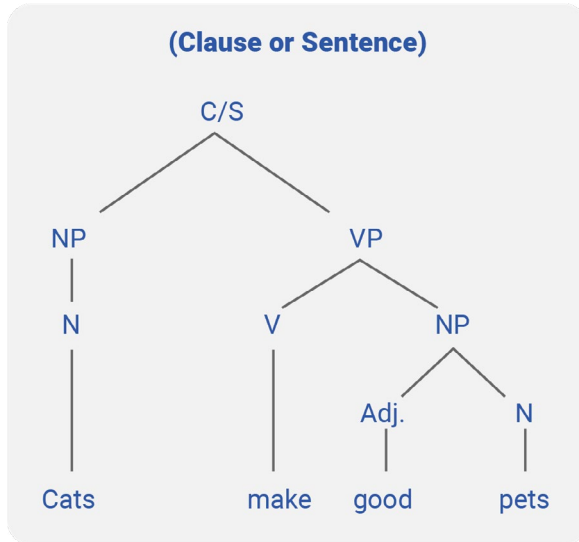 (Clause or Sentence)
C/S
NP VP
N V NP
Adj. N
Cats make good pets